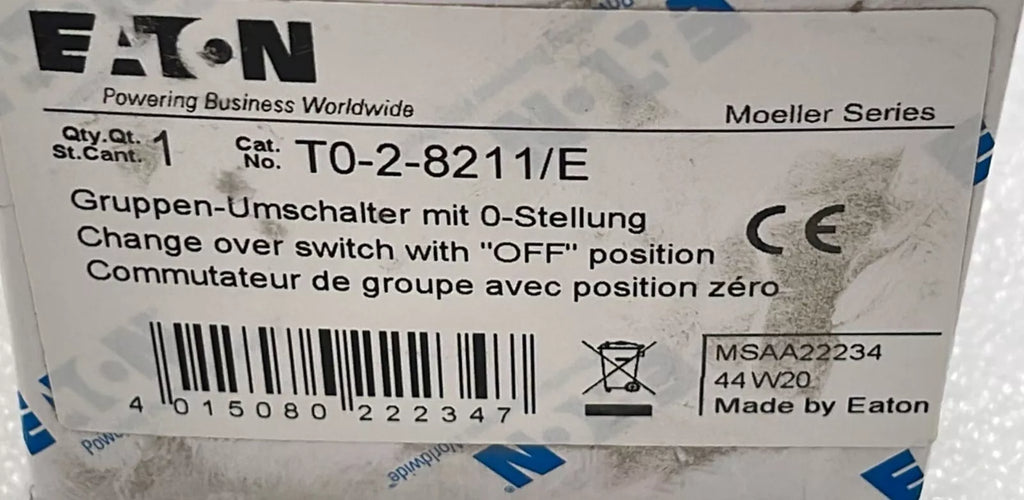 EATON
Powering Business Worldwide
Moeller Series
Qty.Qt. 1 Cat. T0-2-8211/E
St.Cant. No.
Gruppen-Umschalter mit 0-Stellung
Change over switch with "OFF" position
Commutateur de groupe avec position zéro
CE
4 015080 222347
MSAA22234
44 W20
Made by Eaton
Worldwide